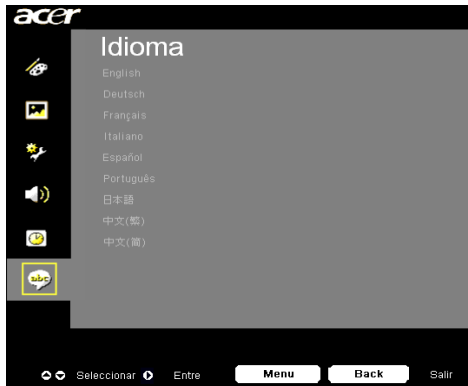 acer
Idioma
English
Deutsch
Français
Italiano
Español
Português
日本語
中文(繁)
中文(简)
abc
Seleccionar Entre Menu Back Salir